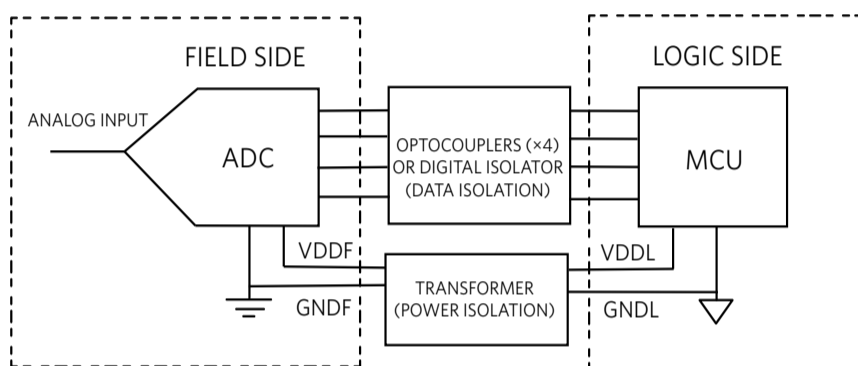 FIELD SIDE
LOGIC SIDE
ANALOG INPUT
ADC
OPTOCOUPLERS (×4)
OR DIGITAL ISOLATOR
(DATA ISOLATION)
MCU
VDDF
VDDL
TRANSFORMER
(POWER ISOLATION)
GNDF
GNDL